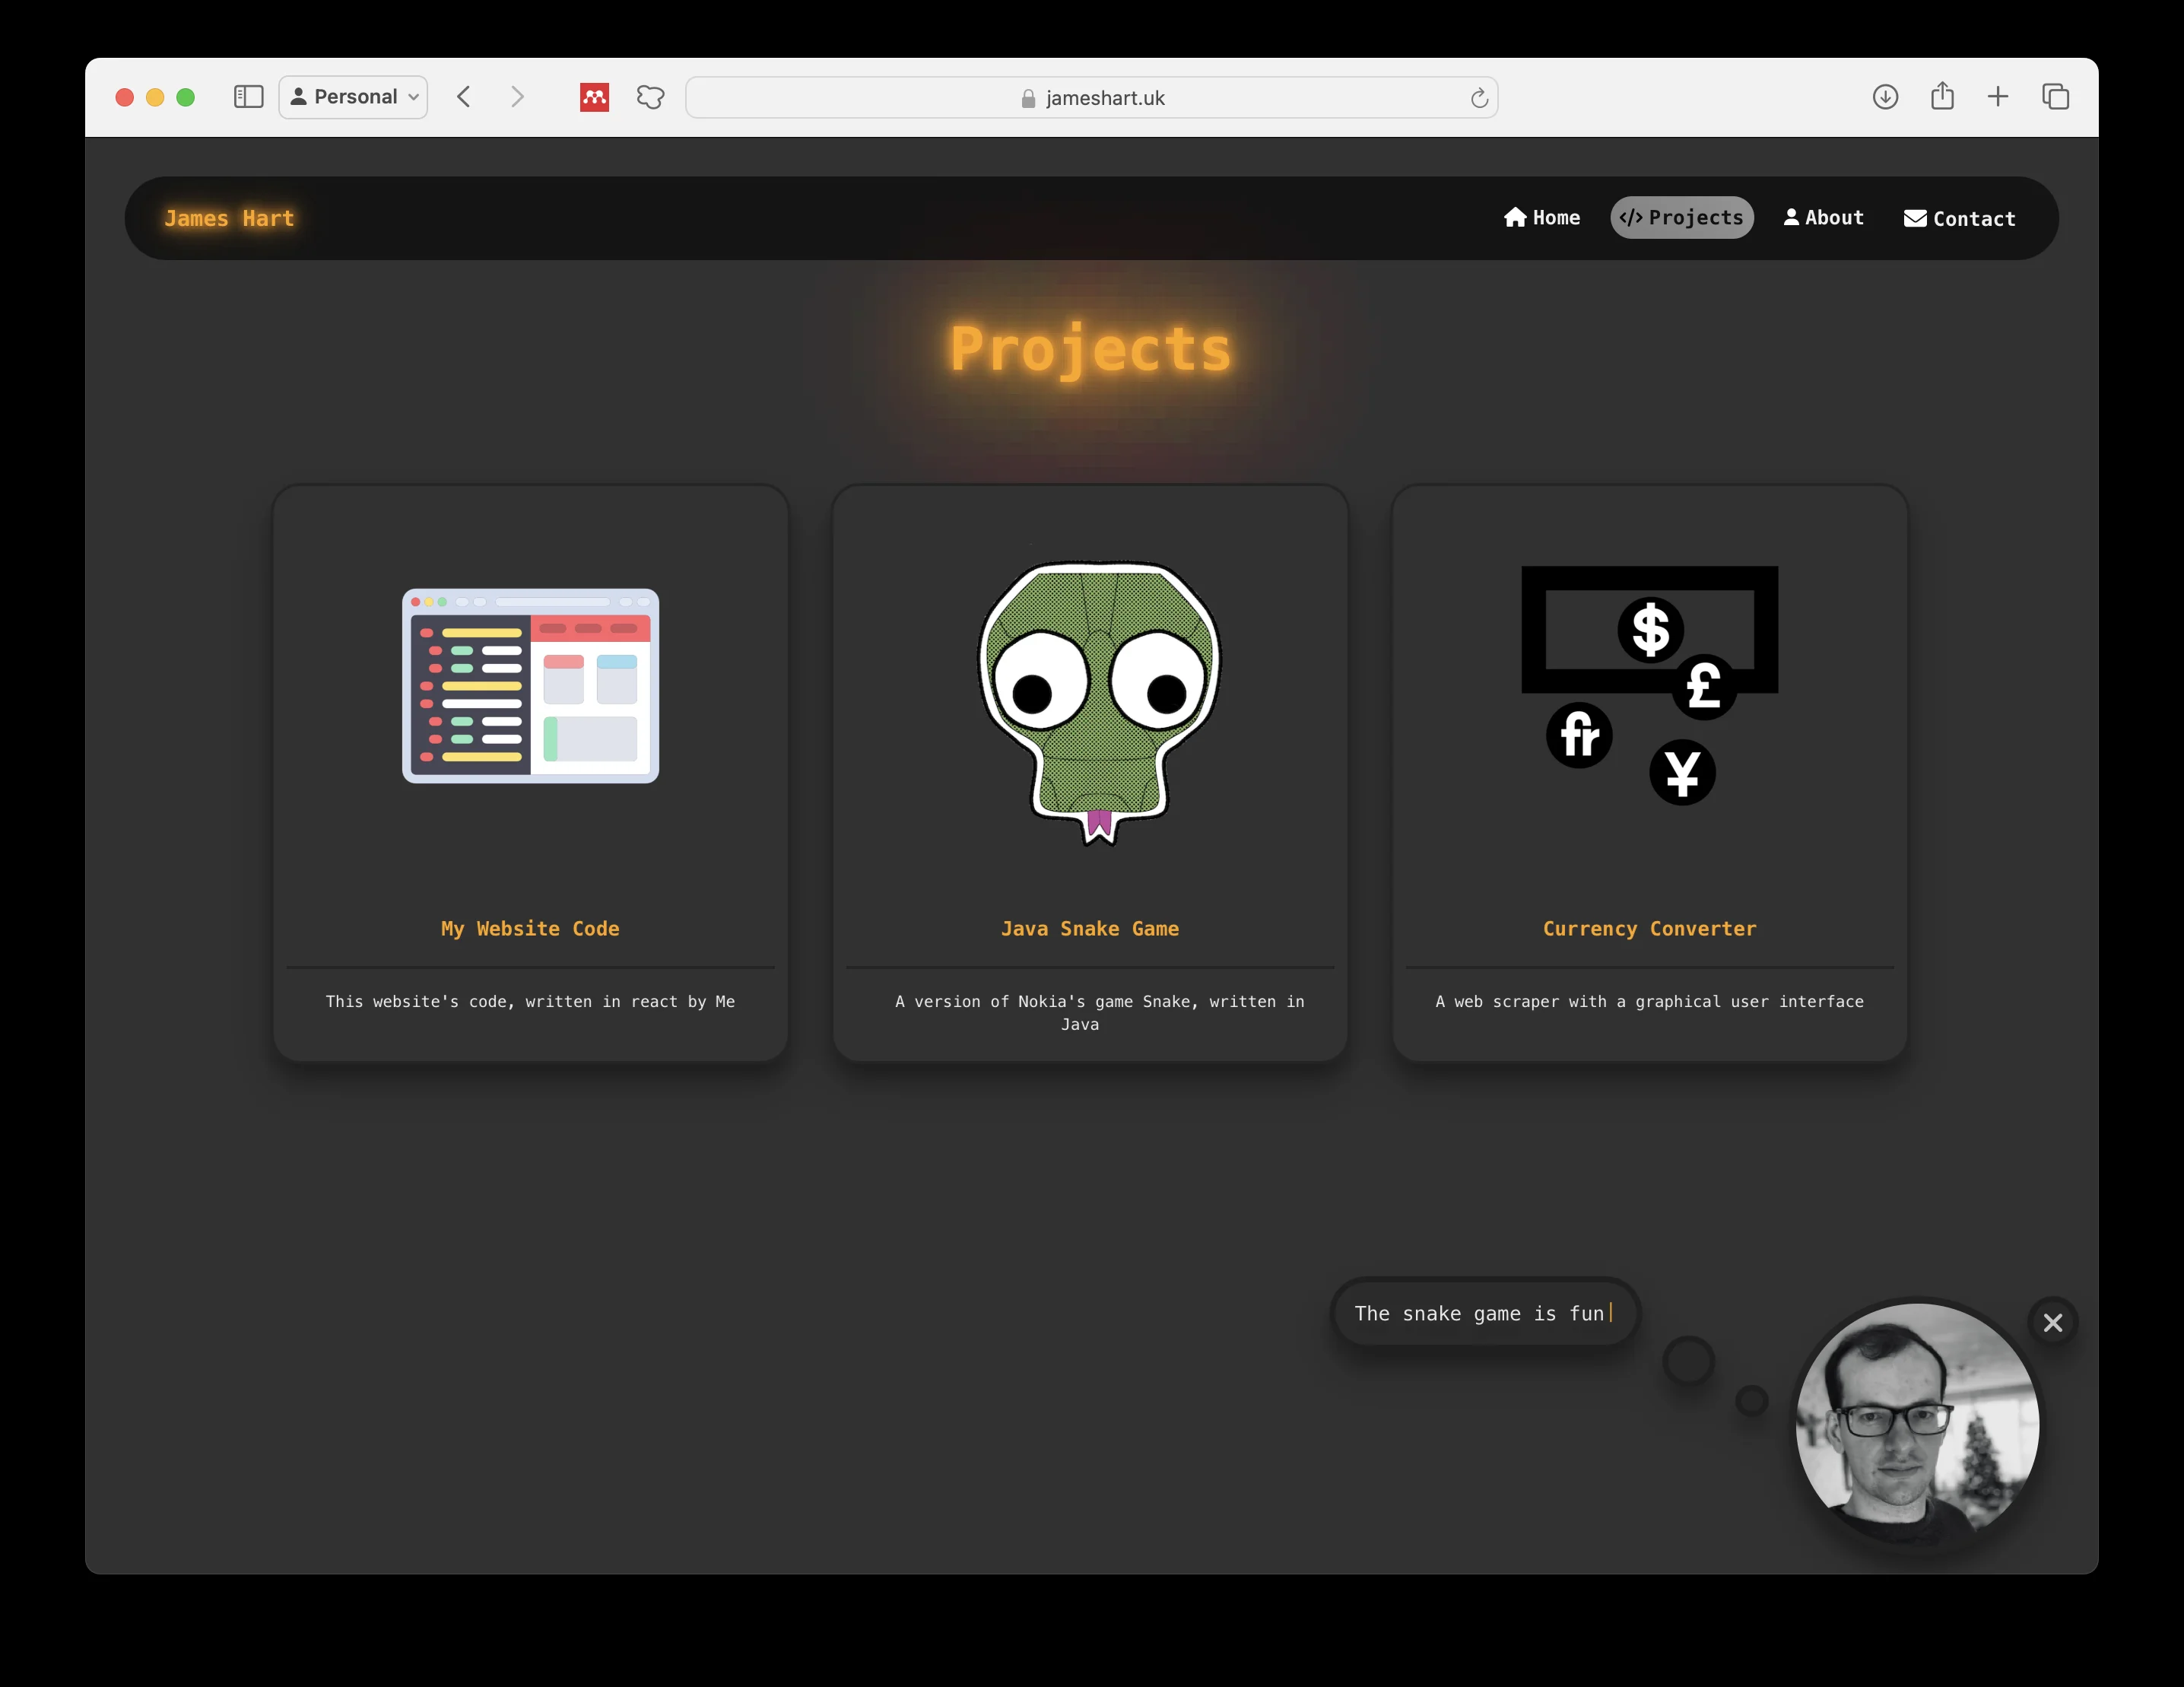 Personal
jameshart.uk
James Hart
Home
</> Projects
About
Contact
Projects
$
£
fr
¥
My Website Code
Java Snake Game
Currency Converter
This website's code, written in react by Me
A version of Nokia's game Snake, written in
Java
A web scraper with a graphical user interface
The snake game is fun